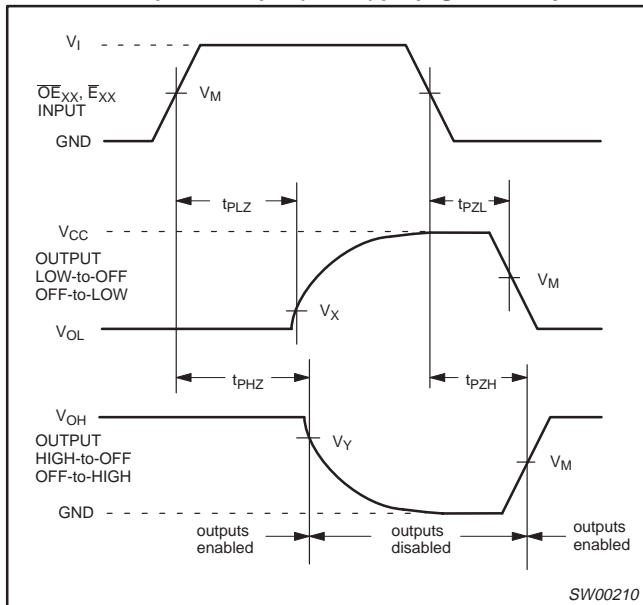 V_I
OE_XX, E_XX
INPUT
V_M
GND
t_PLZ
t_PZL
V_CC
OUTPUT
LOW-to-OFF
OFF-to-LOW
V_M
V_X
V_OL
t_PHZ
t_PZH
V_OH
OUTPUT
HIGH-to-OFF
OFF-to-HIGH
V_Y
V_M
GND
outputs
enabled
outputs
disabled
outputs
enabled
SW00210